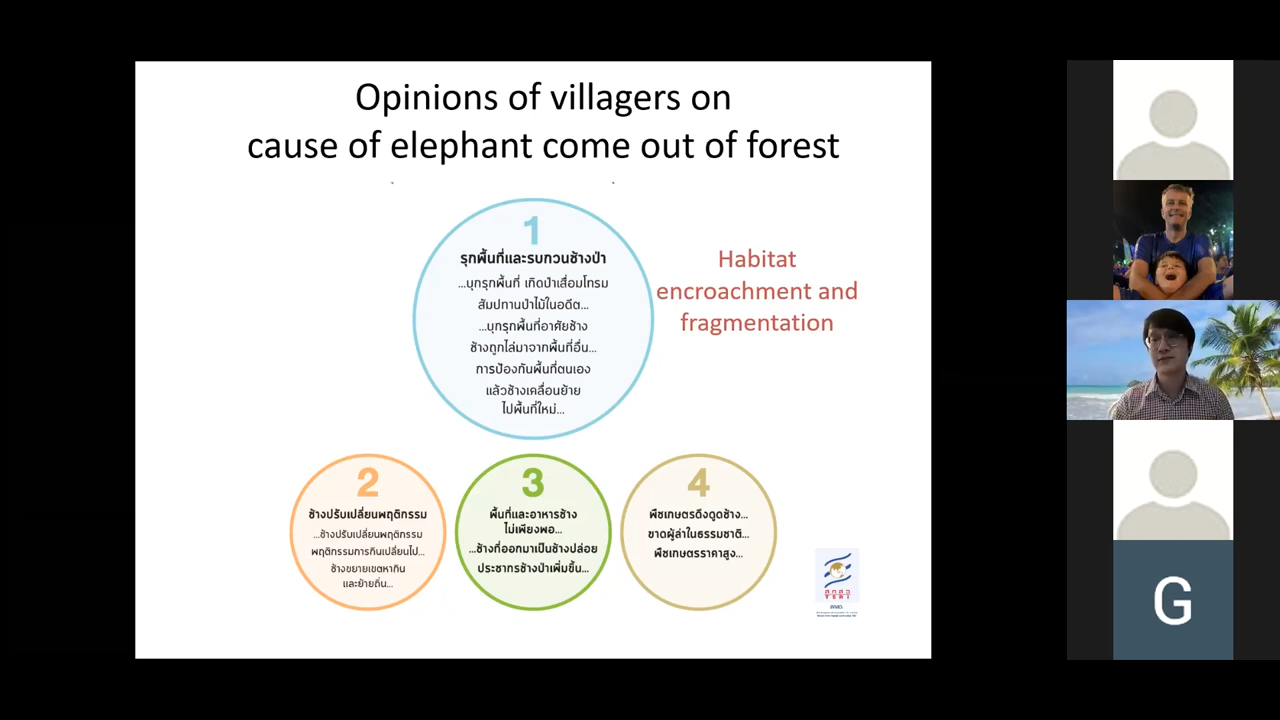 Opinions of villagers on
cause of elephant come out of forest
1
รุกพื้นที่และรบกวนช้างป่า
...บุกรุกพื้นที่ เกิดป่าเสื่อมโทรม
สัมปทานป่าไม้ในอดีต...
...บุกรุกพื้นที่อาศัยช้าง
ช้างถูกไล่มาจากพื้นที่อื่น...
การป้องกันพื้นที่ตนเอง
แล้วช้างเคลื่อนย้าย
ไปพื้นที่ใหม่...
Habitat
encroachment and
fragmentation
2
ช้างปรับเปลี่ยนพฤติกรรม
...ช้างปรับเปลี่ยนพฤติกรรม
พฤติกรรมการกินเปลี่ยนไป...
ช้างขยายเขตหากิน
และย้ายถิ่น...
3
พื้นที่และอาหารช้าง
ไม่เพียงพอ...
...ช้างที่ออกมาเป็นช้างปล่อย
ประชากรช้างป่าเพิ่มขึ้น...
4
พืชเกษตรดึงดูดช้าง...
ขาดผู้ล่าในธรรมชาติ...
พืชเกษตรราคาสูง...
สกสว
TSRI
G